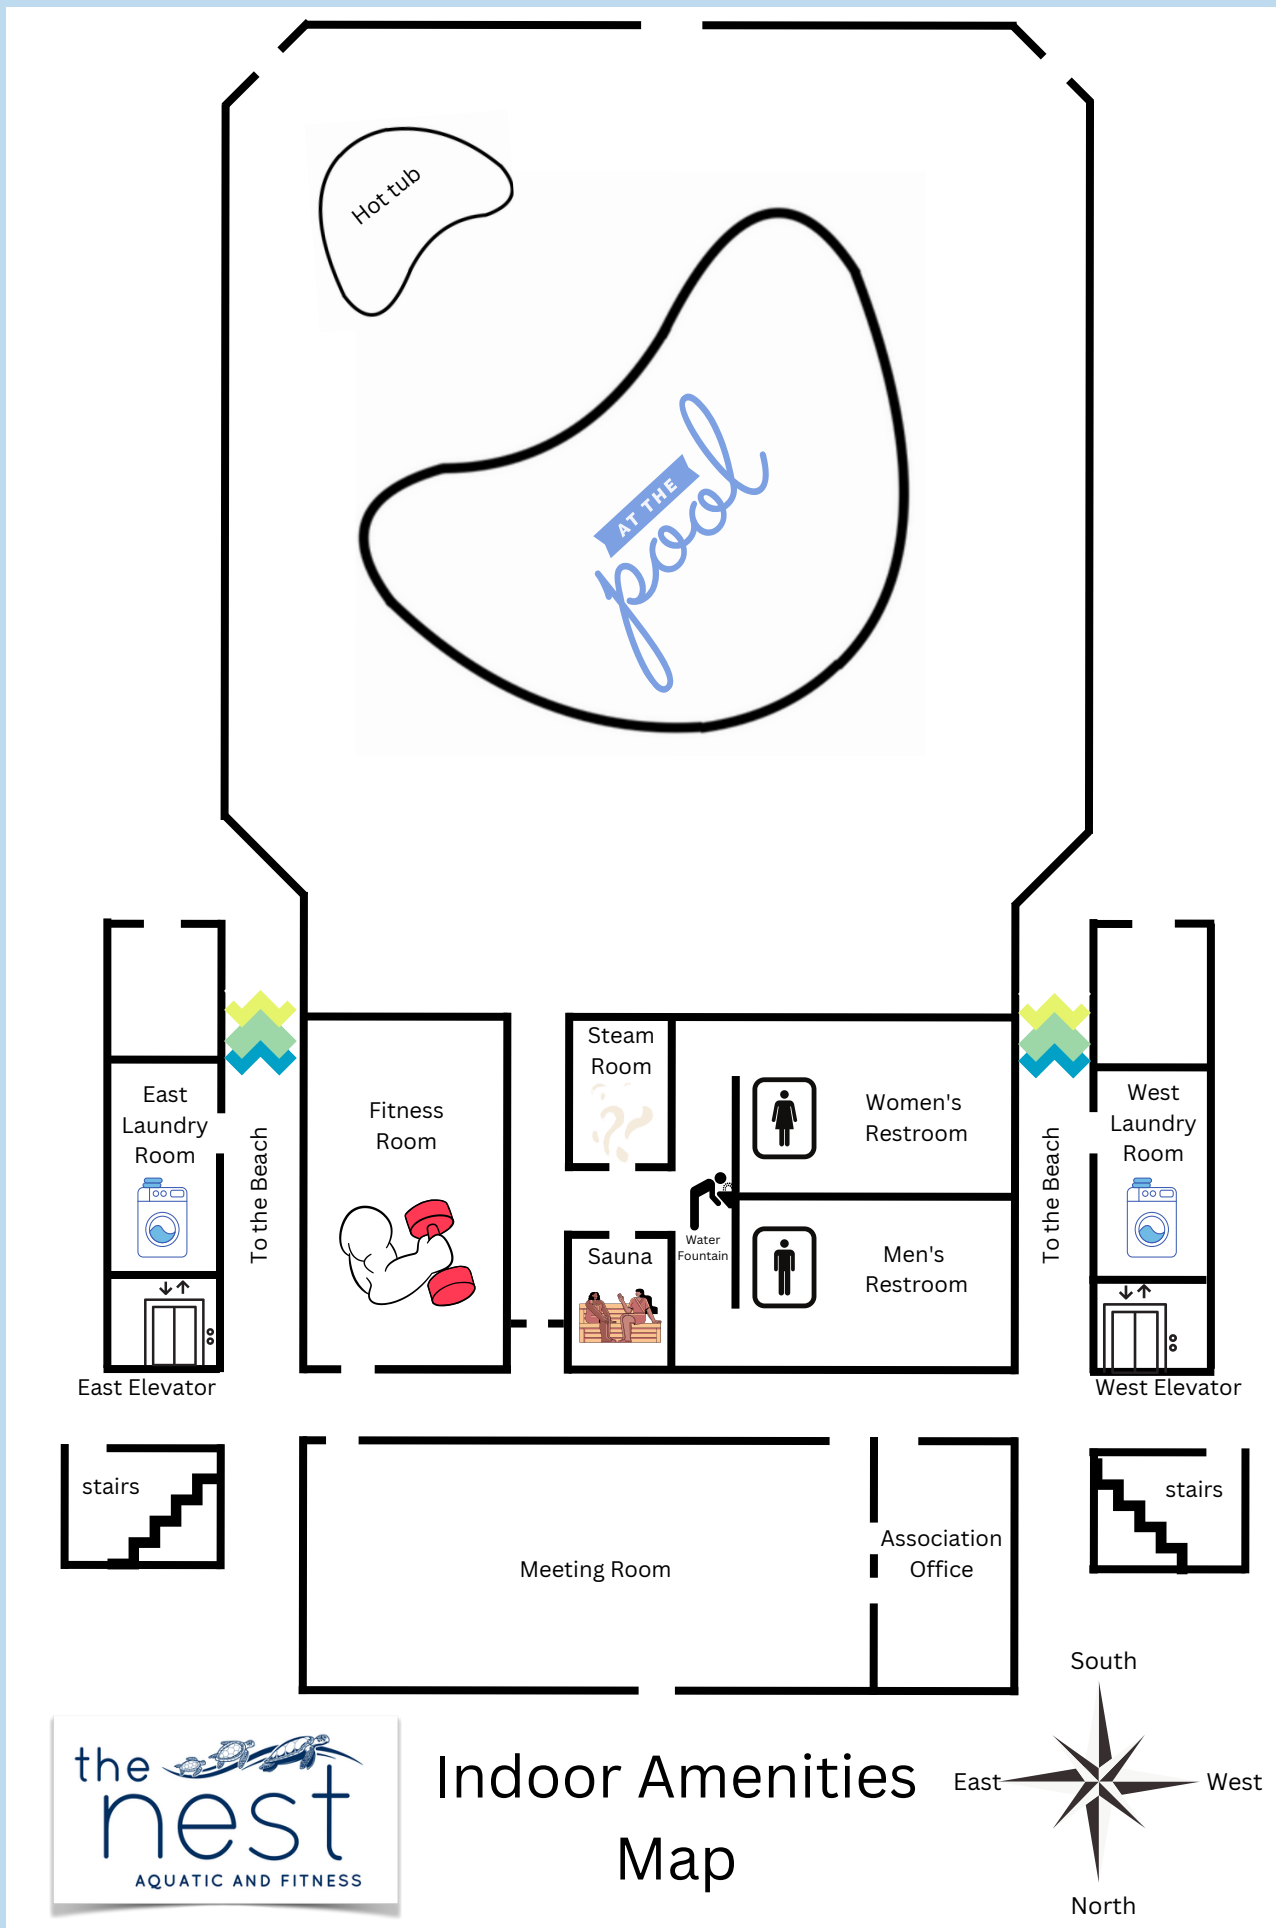 Hot tub
AT THE
pool
Steam
Room
East
Laundry
Room
To the Beach
Fitness
Room
Women's
Restroom
To the Beach
West
Laundry
Room
Water
Fountain
Sauna
Men's
Restroom
East Elevator
West Elevator
stairs
stairs
Meeting Room
Association
Office
South
East
West
North
the
nest
AQUATIC AND FITNESS
Indoor Amenities
Map